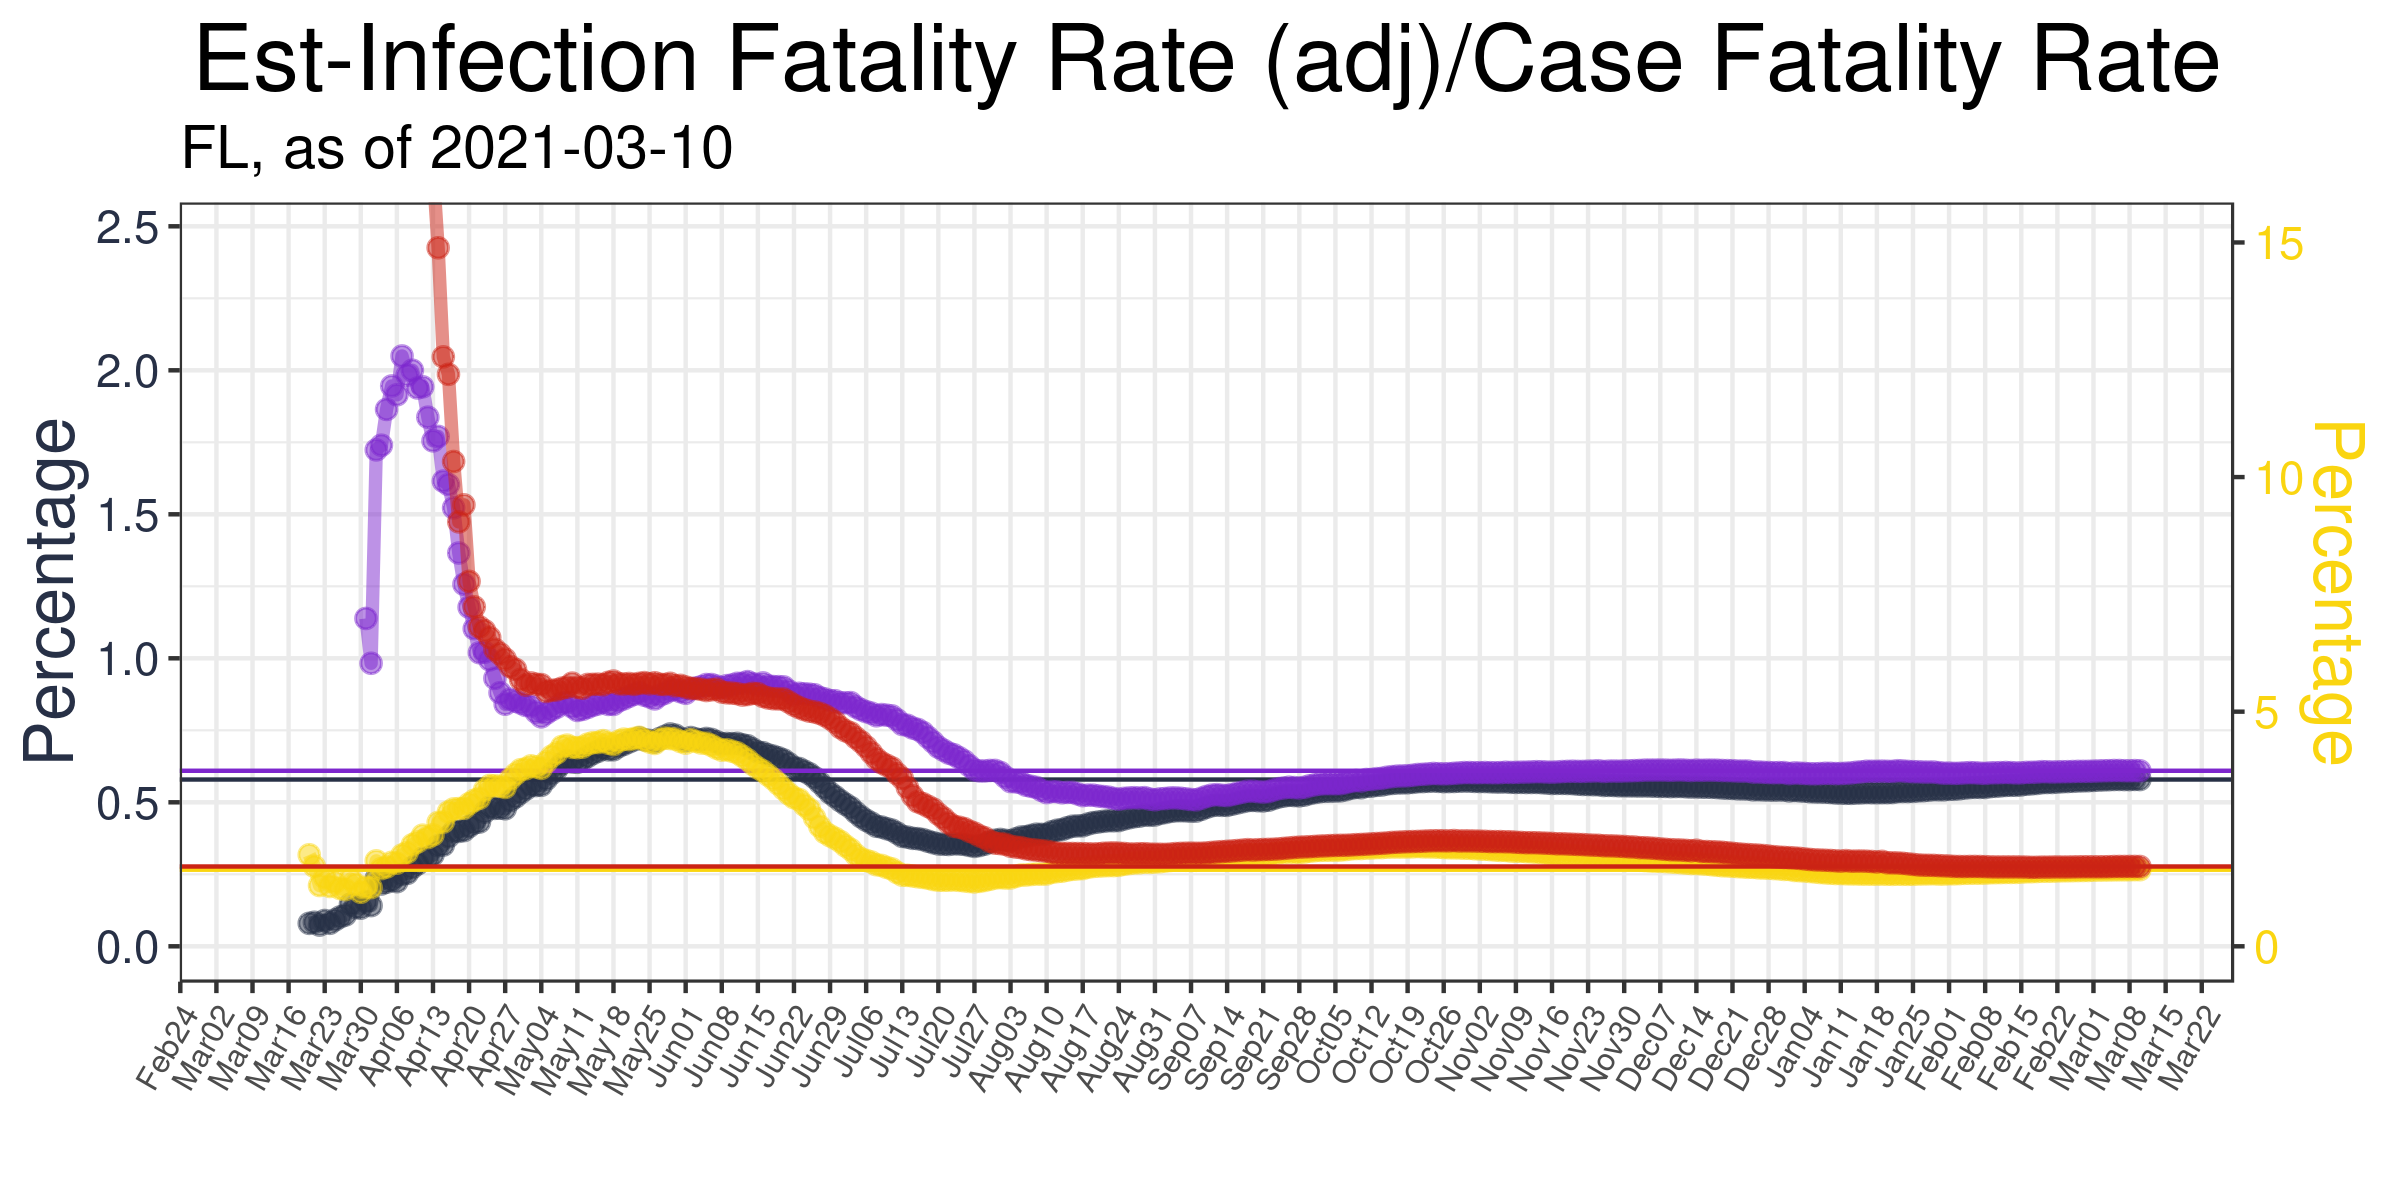 Est-Infection Fatality Rate (adj)/Case Fatality Rate
FL, as of 2021-03-10
Percentage
2.5
2.0
1.5
1.0
0.5
0.0
15
10
5
0
Percentage
Feb24
Mar02
Mar09
Mar16
Mar23
Mar30
Apr06
Apr13
Apr20
Apr27
May04
May11
May18
May25
Jun01
Jun08
Jun15
Jun22
Jun29
Jul06
Jul13
Jul20
Jul27
Aug03
Aug10
Aug17
Aug24
Aug31
Sep07
Sep14
Sep21
Sep28
Oct05
Oct12
Oct19
Oct26
Nov02
Nov09
Nov16
Nov23
Nov30
Dec07
Dec14
Dec21
Dec28
Jan04
Jan11
Jan18
Jan25
Feb01
Feb08
Feb15
Feb22
Mar01
Mar08
Mar15
Mar22